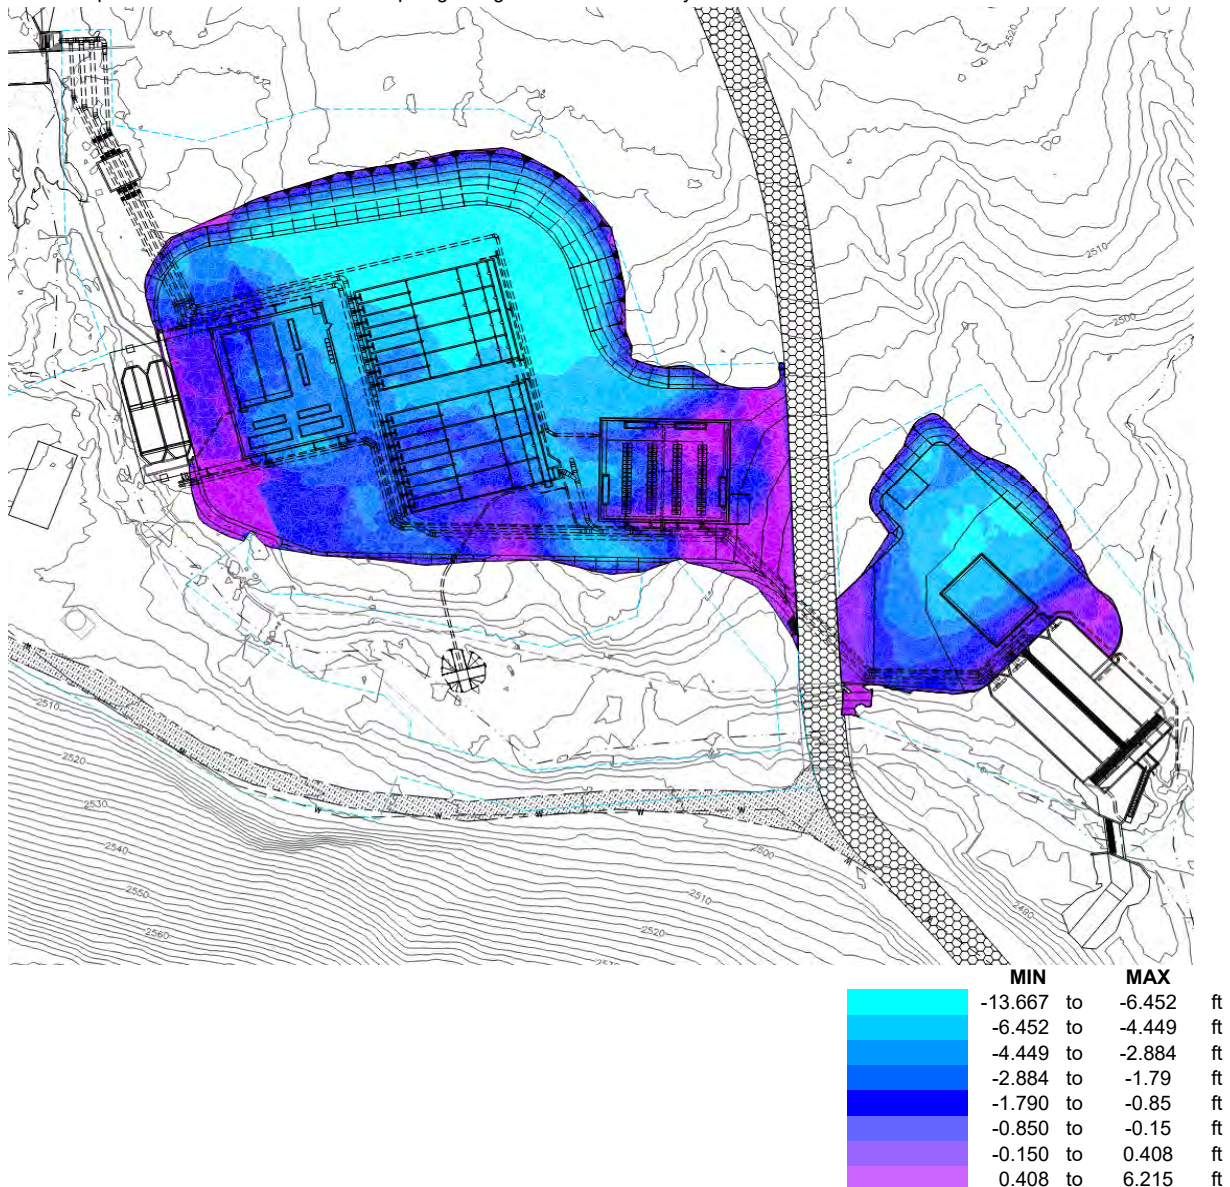 2520
2510
2500
2510
2520
2530
2540
2550
2560
2500
2510
2520
2490
W
W
W
W
MIN MAX
-13.667 to -6.452 ft
-6.452 to -4.449 ft
-4.449 to -2.884 ft
-2.884 to -1.79 ft
-1.790 to -0.85 ft
-0.850 to -0.15 ft
-0.150 to 0.408 ft
0.408 to 6.215 ft